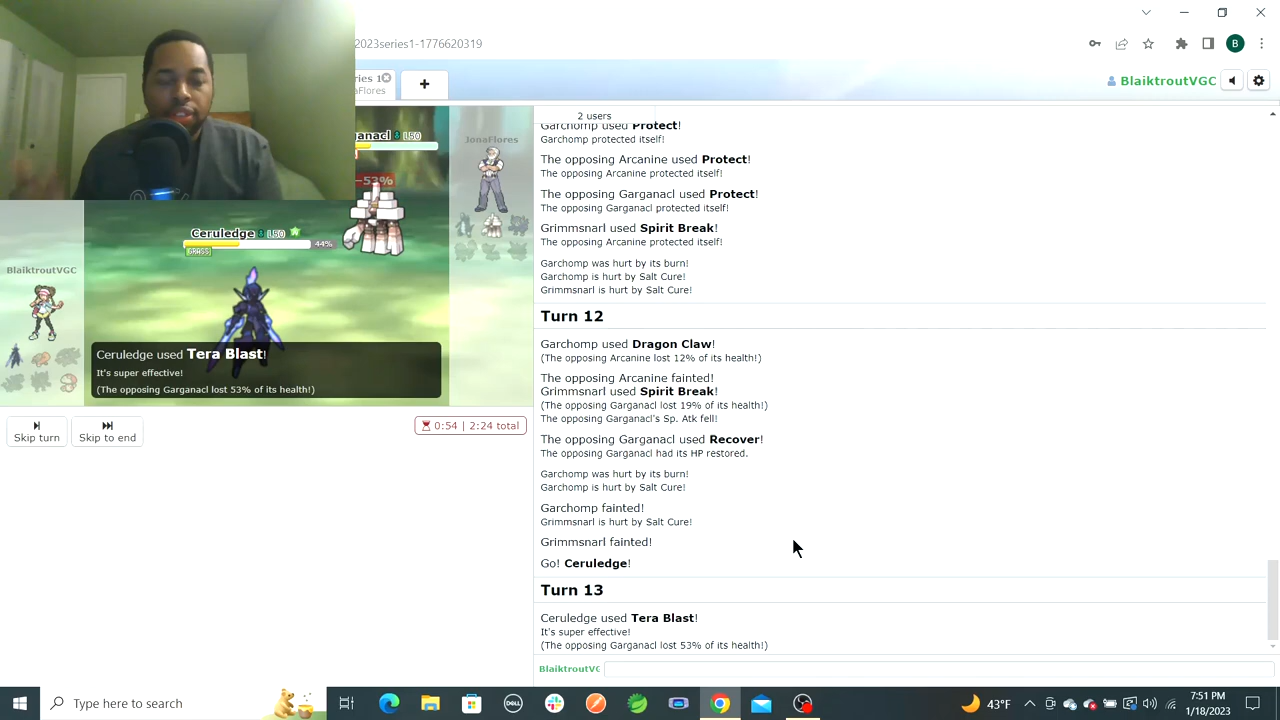 2023series1-1776620319
B
ries 1
aFlores
+
BlaiktroutVGC
2 users
JonaFlores
BlaiktroutVGC
ganacl L50
-53%
Ceruledge L50
44%
GRASS
Ceruledge used Tera Blast!
It's super effective!
(The opposing Garganacl lost 53% of its health!)
Skip turn
Skip to end
0:54 | 2:24 total
Garchomp used Protect!
Garchomp protected itself!
The opposing Arcanine used Protect!
The opposing Arcanine protected itself!
The opposing Garganacl used Protect!
The opposing Garganacl protected itself!
Grimmsnarl used Spirit Break!
The opposing Arcanine protected itself!
Garchomp was hurt by its burn!
Garchomp is hurt by Salt Cure!
Grimmsnarl is hurt by Salt Cure!
Turn 12
Garchomp used Dragon Claw!
(The opposing Arcanine lost 12% of its health!)
The opposing Arcanine fainted!
Grimmsnarl used Spirit Break!
(The opposing Garganacl lost 19% of its health!)
The opposing Garganacl's Sp. Atk fell!
The opposing Garganacl used Recover!
The opposing Garganacl had its HP restored.
Garchomp was hurt by its burn!
Garchomp is hurt by Salt Cure!
Garchomp fainted!
Grimmsnarl is hurt by Salt Cure!
Grimmsnarl fainted!
Go! Ceruledge!
Turn 13
Ceruledge used Tera Blast!
It's super effective!
(The opposing Garganacl lost 53% of its health!)
BlaiktroutVC
Type here to search
DELL
43°F
7:51 PM
1/18/2023